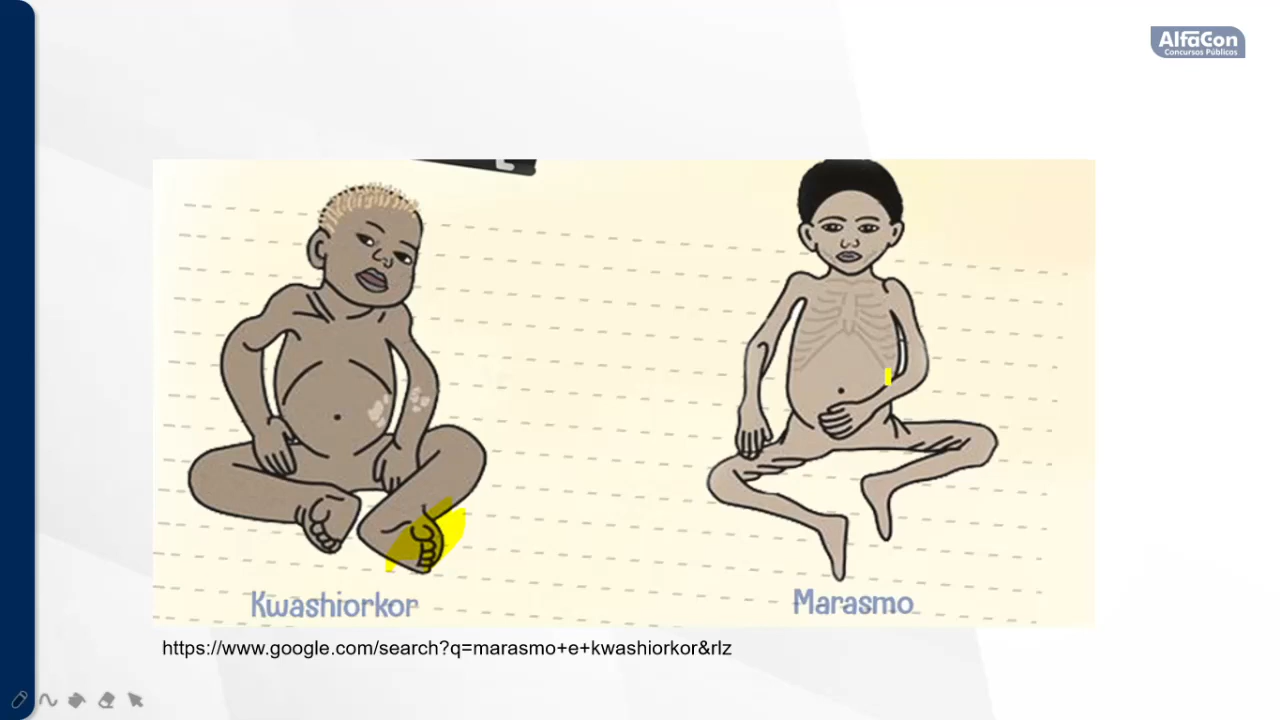 AlfaCon
Concursos Públicos
Kwashiorkor
Marasmo
https://www.google.com/search?q=marasmo+e+kwashiorkor&rlz